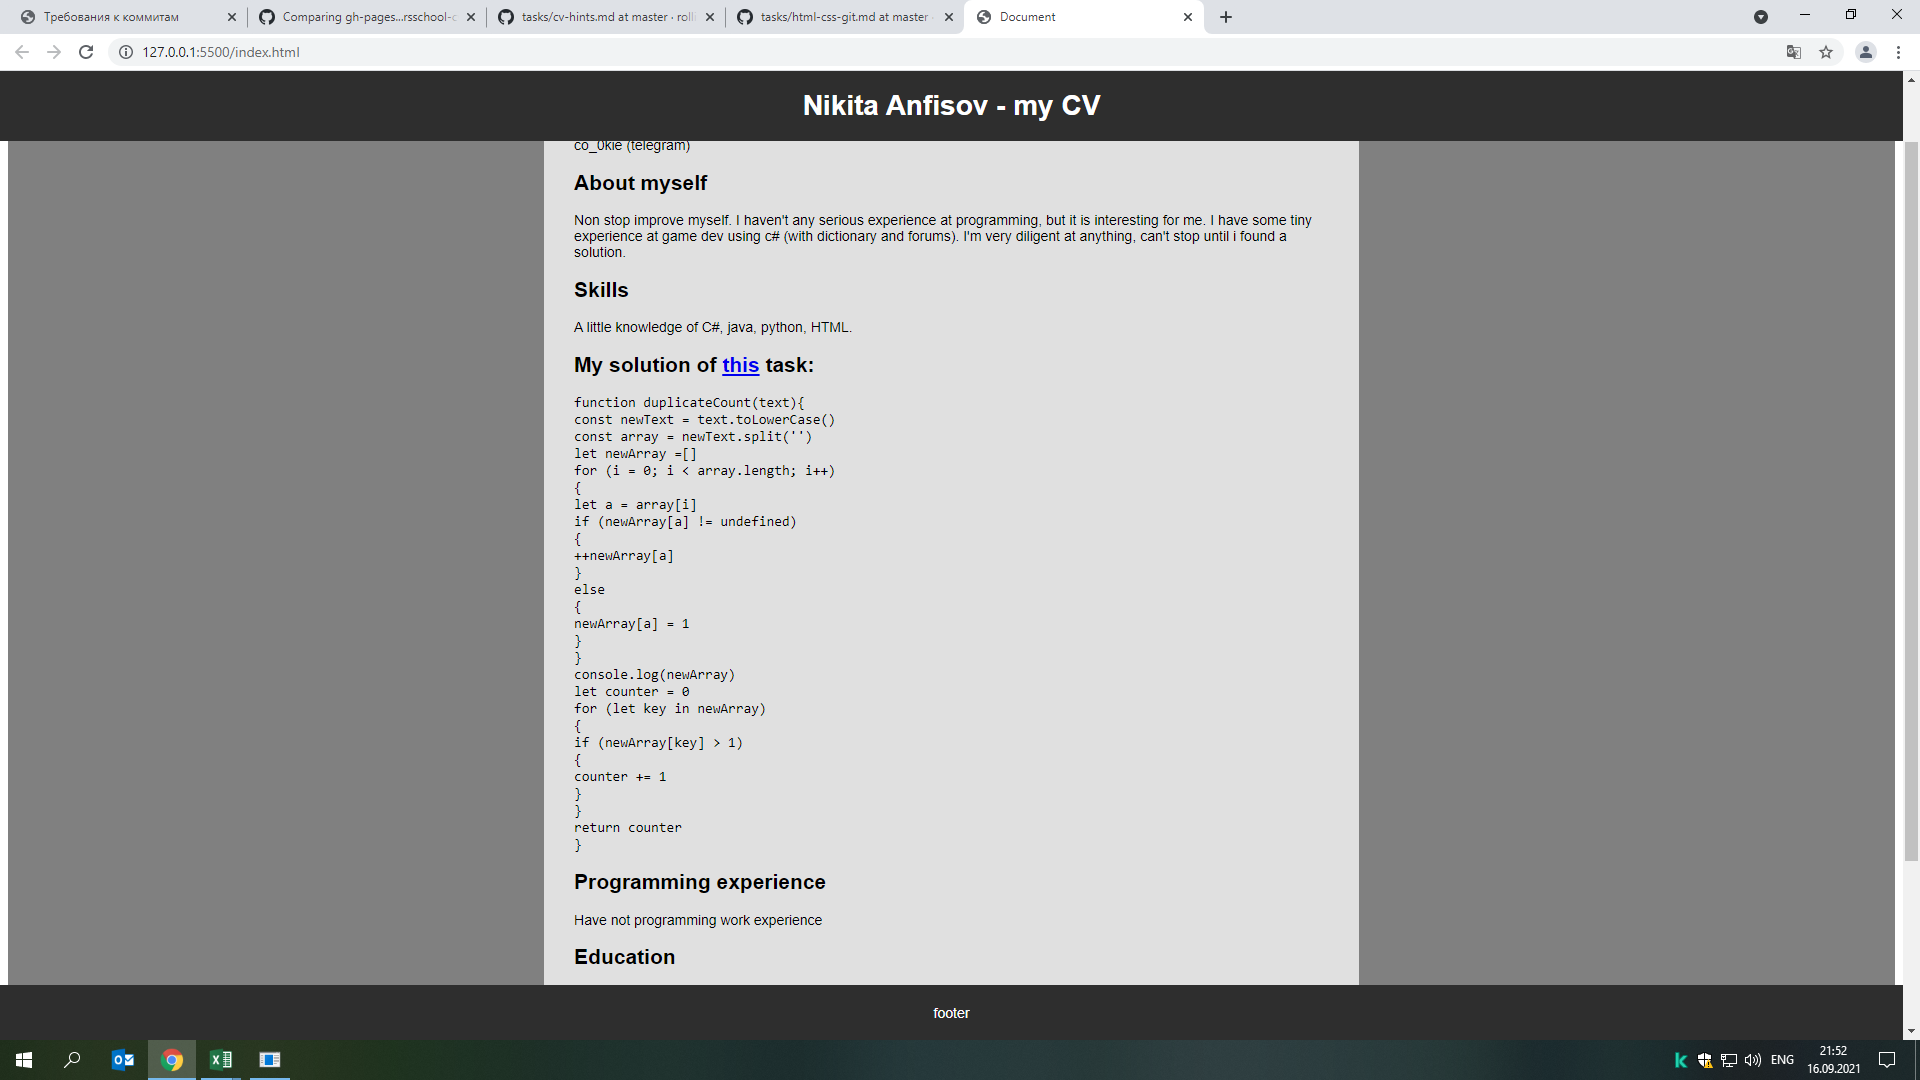 Требования к коммитам
Comparing gh-pages...rsschool-c
tasks/cv-hints.md at master · roll
tasks/html-css-git.md at master
Document
127.0.0.1:5500/index.html
Nikita Anfisov - my CV
co_0kie (telegram)
About myself
Non stop improve myself. I haven't any serious experience at programming, but it is interesting for me. I have some tiny
experience at game dev using c# (with dictionary and forums). I'm very diligent at anything, can't stop until i found a
solution.
Skills
A little knowledge of C#, java, python, HTML.
My solution of this task:
function duplicateCount(text){
const newText = text.toLowerCase()
const array = newText.split('')
let newArray =[]
for (i = 0; i < array.length; i++)
{
let a = array[i]
if (newArray[a] != undefined)
{
++newArray[a]
}
else
{
newArray[a] = 1
}
}
console.log(newArray)
let counter = 0
for (let key in newArray)
{
if (newArray[key] > 1)
{
counter += 1
}
}
return counter
}
Programming experience
Have not programming work experience
Education
footer
ENG
21:52
16.09.2021